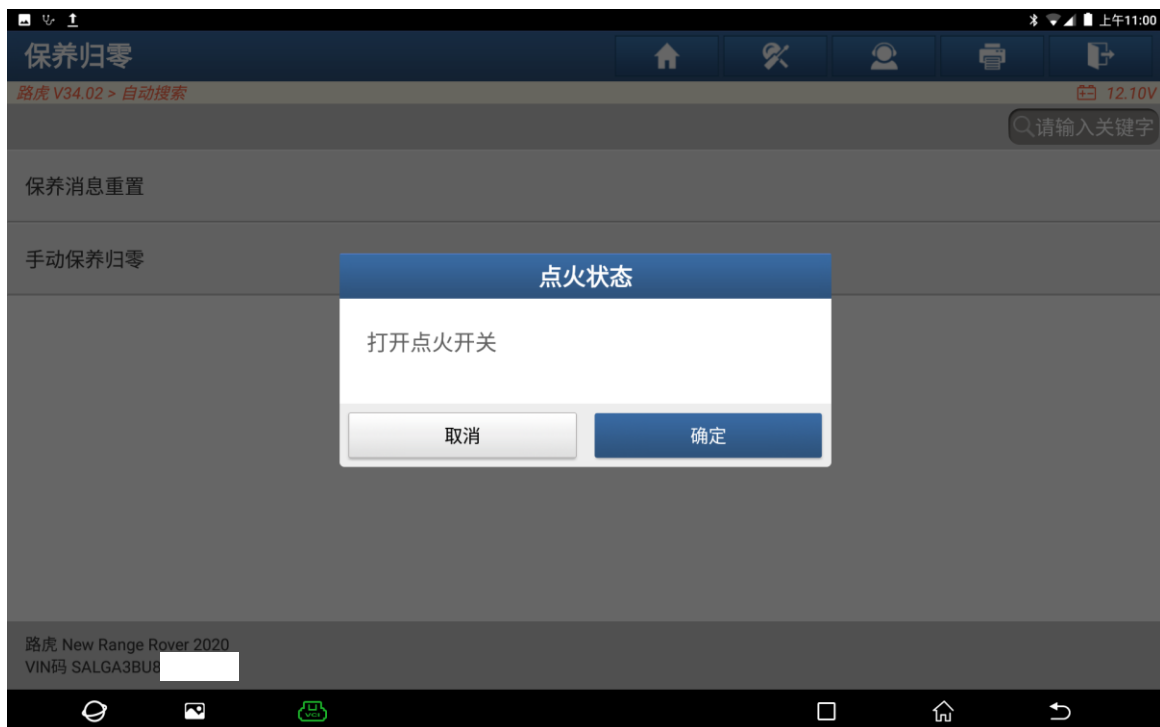 上午11:00
保养归零
路虎 V34.02 > 自动搜索
12.10V
请输入关键字
保养消息重置
手动保养归零
点火状态
打开点火开关
取消
确定
路虎 New Range Rover 2020
VIN码 SALGA3BU8
VCI